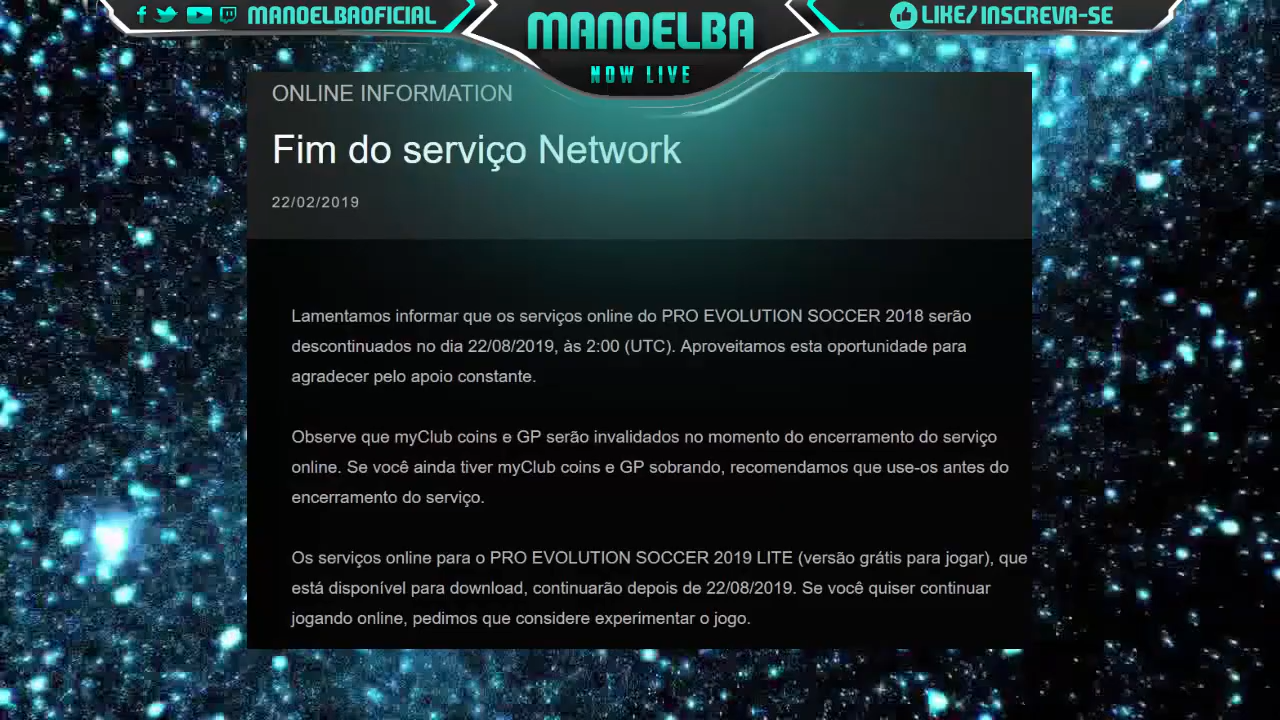 MANOELBAOFICIAL
MANOELBA
NOW LIVE
LIKE/INSCREVA-SE
ONLINE INFORMATION
Fim do serviço Network
22/02/2019
Lamentamos informar que os serviços online do PRO EVOLUTION SOCCER 2018 serão
descontinuados no dia 22/08/2019, às 2:00 (UTC). Aproveitamos esta oportunidade para
agradecer pelo apoio constante.
Observe que myClub coins e GP serão invalidados no momento do encerramento do serviço
online. Se você ainda tiver myClub coins e GP sobrando, recomendamos que use-os antes do
encerramento do serviço.
Os serviços online para o PRO EVOLUTION SOCCER 2019 LITE (versão grátis para jogar), que
está disponível para download, continuarão depois de 22/08/2019. Se você quiser continuar
jogando online, pedimos que considere experimentar o jogo.